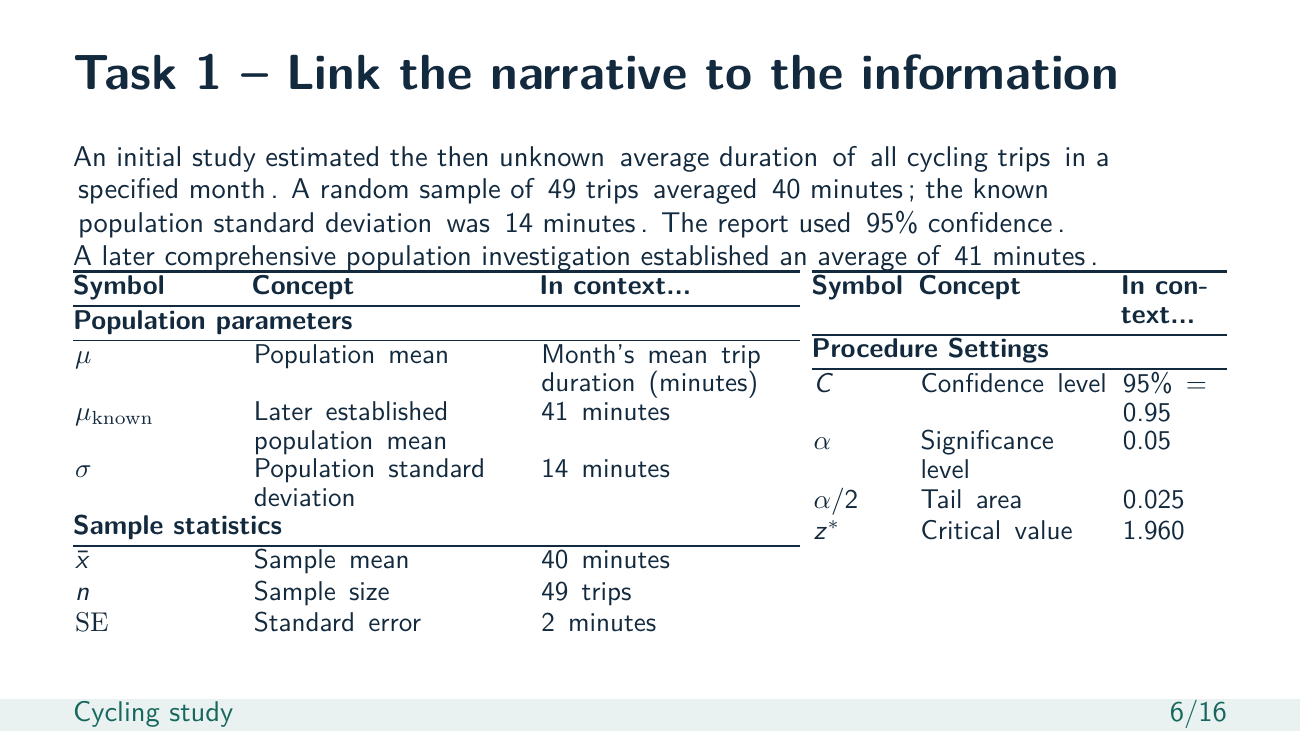 Task 1 – Link the narrative to the information
An initial study estimated the then unknown average duration of all cycling trips in a
specified month. A random sample of 49 trips averaged 40 minutes; the known
population standard deviation was 14 minutes. The report used 95% confidence.
A later comprehensive population investigation established an average of 41 minutes.
Symbol Concept In context...
Population parameters
μ Population mean Month's mean trip
duration (minutes)
μknown Later established 41 minutes
population mean
σ Population standard 14 minutes
deviation
Sample statistics
x̄ Sample mean 40 minutes
n Sample size 49 trips
SE Standard error 2 minutes
Symbol Concept In con-
text...
Procedure Settings
C Confidence level 95% =
0.95
α Significance 0.05
level
α/2 Tail area 0.025
z* Critical value 1.960
Cycling study 6/16